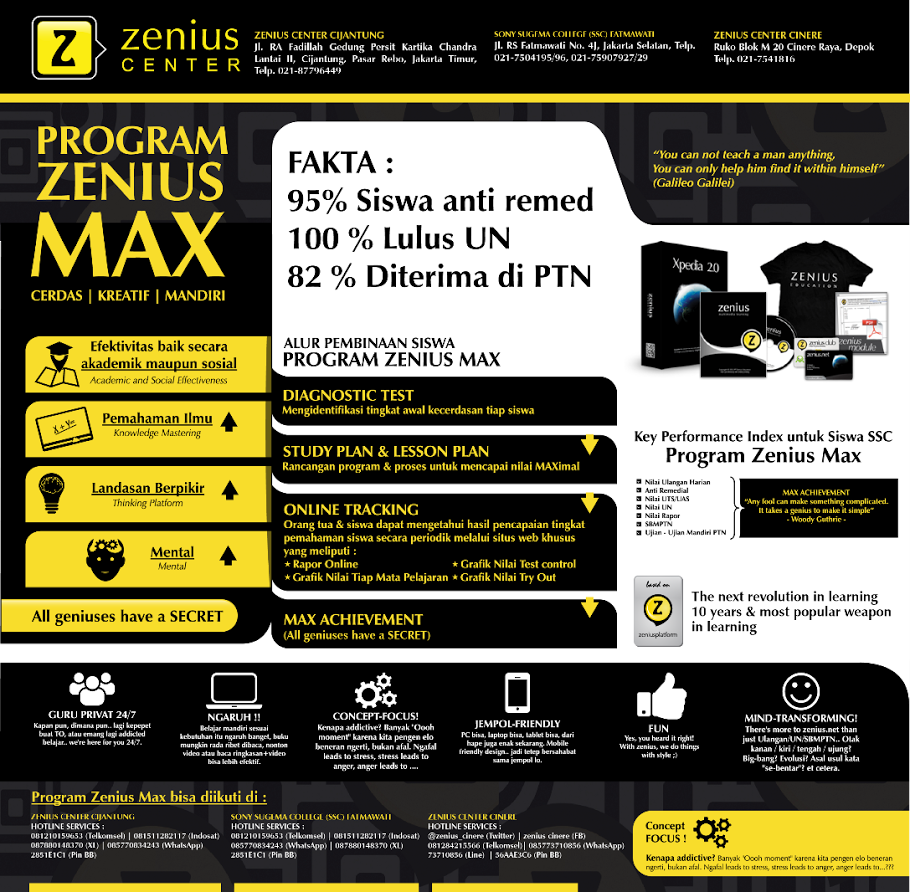 zenius
CENTER
ZENIUS CENTER CIJANTUNG
Jl. RA Fadillah Gedung Persit Kartika Chandra
Lantai II, Cijantung, Pasar Rebo, Jakarta Timur,
Telp. 021-87796449
SONY SUGEMA COLLEGE (SSC) FATMAWATI
Jl. RS Fatmawati No. 4J, Jakarta Selatan, Telp.
021-7504195/96, 021-75907927/29
ZENIUS CENTER CINERE
Ruko Blok M 20 Cinere Raya, Depok
Telp. 021-7541816
PROGRAM
ZENIUS
MAX
CERDAS | KREATIF | MANDIRI
FAKTA :
95% Siswa anti remed
100 % Lulus UN
82 % Diterima di PTN
“You can not teach a man anything,
You can only help him find it within himself”
(Galileo Galilei)
Xpedia 2.0
zenius
zenius
ZENIUS
EDUCATION
PDF
zenius-club
zenius
module
zenius.net
Efektivitas baik secara
akademik maupun sosial
Academic and Social Effectiveness
Pemahaman Ilmu
Knowledge Mastering
Landasan Berpikir
Thinking Platform
Mental
Mental
All geniuses have a SECRET
ALUR PEMBINAAN SISWA
PROGRAM ZENIUS MAX
DIAGNOSTIC TEST
Mengidentifikasi tingkat awal kecerdasan tiap siswa
STUDY PLAN & LESSON PLAN
Rancangan program & proses untuk mencapai nilai MAXimal
ONLINE TRACKING
Orang tua & siswa dapat mengetahui hasil pencapaian tingkat
pemahaman siswa secara periodik melalui situs web khusus
yang meliputi :
★ Rapor Online ★ Grafik Nilai Test control
★ Grafik Nilai Tiap Mata Pelajaran ★ Grafik Nilai Try Out
MAX ACHIEVEMENT
(All geniuses have a SECRET)
Key Performance Index untuk Siswa SSC
Program Zenius Max
Nilai Ulangan Harian
Anti Remedial
Nilai UTS/UAS
Nilai UN
Nilai Rapor
SBMPTN
Ujian - Ujian Mandiri PTN
MAX ACHIEVEMENT
“Any fool can make something complicated.
It takes a genius to make it simple”
- Woody Guthrie -
based on
zeniusplatform
The next revolution in learning
10 years & most popular weapon
in learning
GURU PRIVAT 24/7
Kapan pun, dimana pun.. lagi kepepet
buat TO, atau emang lagi addicted
belajar.. we're here for you 24/7.
NGARUH !!
Belajar mandiri sesuai
kebutuhan itu ngaruh banget, buku
mungkin rada ribet dibaca, nonton
video atau baca ringkasan+video
bisa lebih efektif.
CONCEPT-FOCUS!
Kenapa addictive? Banyak "Oooh
moment" karena kita pengen elo
beneran ngerti, bukan afal. Ngafal
leads to stress, stress leads to
anger, anger leads to ....
JEMPOL-FRIENDLY
PC bisa, laptop bisa, tablet bisa, dari
hape juga enak sekarang. Mobile
friendly design.. jadi tetep bersahabat
sama jempol lo.
FUN
Yes, you heard it right!
With zenius, we do things
with style ;)
MIND-TRANSFORMING!
There's more to zenius.net than
just Ulangan/UN/SBMPTN.. Otak
kanan / kiri / tengah / ujung?
Big-bang? Evolusi? Asal usul kata
"se-bentar"? et cetera.
Program Zenius Max bisa diikuti di :
ZENIUS CENTER CIJANTUNG
HOTLINE SERVICES :
081210159653 (Telkomsel) | 081511282117 (Indosat)
087880148370 (XL) | 085770834243 (WhatsApp)
2851E1C1 (Pin BB)
SONY SUGEMA COLLEGE (SSC) FATMAWATI
HOTLINE SERVICES :
081210159653 (Telkomsel) | 081511282117 (Indosat)
085770834243 (WhatsApp) | 087880148370 (XL)
2851E1C1 (Pin BB)
ZENIUS CENTER CINERE
HOTLINE SERVICES :
@zenius_cinere (Twitter) | zenius cinere (FB)
081284215566 (Telkomsel)| 085773710856 (WhatsApp)
73710856 (Line) | 36AAE3C6 (Pin BB)
Concept
FOCUS !
Kenapa addictive? Banyak 'Oooh moment" karena kita pengen elo beneran
ngerti, bukan afal. Ngafal leads to stress, stress leads to anger, anger leads to...???